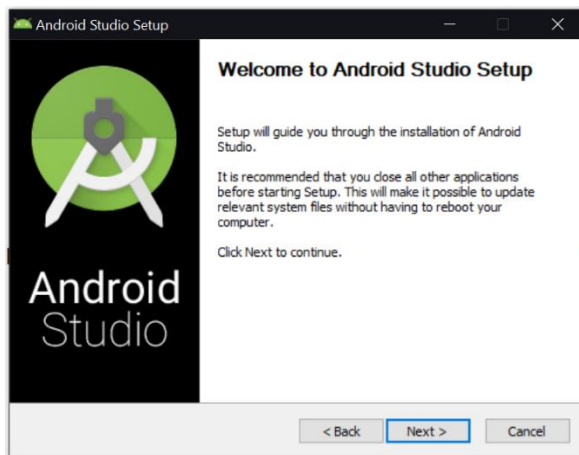 Android Studio Setup
Welcome to Android Studio Setup
Setup will guide you through the installation of Android
Studio.
It is recommended that you close all other applications
before starting Setup. This will make it possible to update
relevant system files without having to reboot your
computer.
Click Next to continue.
Android
Studio
< Back
Next >
Cancel